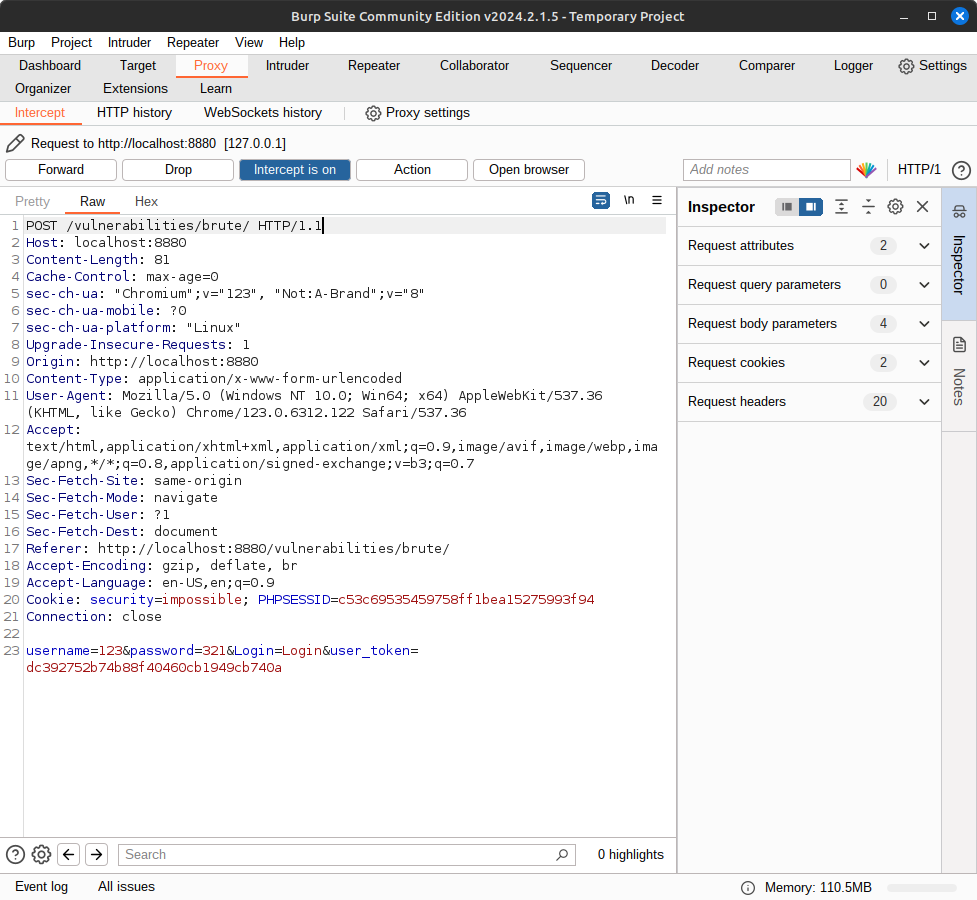 Burp Suite Community Edition v2024.2.1.5 - Temporary Project
Burp Project Intruder Repeater View Help
Dashboard Target Proxy Intruder Repeater Collaborator Sequencer Decoder Comparer Logger Settings
Organizer Extensions Learn
Intercept HTTP history WebSockets history Proxy settings
Request to http://localhost:8880 [127.0.0.1]
Forward Drop Intercept is on Action Open browser Add notes HTTP/1
Pretty Raw Hex \n
Inspector
Request attributes 2
Request query parameters 0
Request body parameters 4
Request cookies 2
Request headers 20
Inspector
Notes
1 POST /vulnerabilities/brute/ HTTP/1.1
2 Host: localhost:8880
3 Content-Length: 81
4 Cache-Control: max-age=0
5 sec-ch-ua: "Chromium";v="123", "Not:A-Brand";v="8"
6 sec-ch-ua-mobile: ?0
7 sec-ch-ua-platform: "Linux"
8 Upgrade-Insecure-Requests: 1
9 Origin: http://localhost:8880
10 Content-Type: application/x-www-form-urlencoded
11 User-Agent: Mozilla/5.0 (Windows NT 10.0; Win64; x64) AppleWebKit/537.36
(KHTML, like Gecko) Chrome/123.0.6312.122 Safari/537.36
12 Accept:
text/html,application/xhtml+xml,application/xml;q=0.9,image/avif,image/webp,ima
ge/apng,*/*;q=0.8,application/signed-exchange;v=b3;q=0.7
13 Sec-Fetch-Site: same-origin
14 Sec-Fetch-Mode: navigate
15 Sec-Fetch-User: ?1
16 Sec-Fetch-Dest: document
17 Referer: http://localhost:8880/vulnerabilities/brute/
18 Accept-Encoding: gzip, deflate, br
19 Accept-Language: en-US,en;q=0.9
20 Cookie: security=impossible; PHPSESSID=c53c69535459758ff1bea15275993f94
21 Connection: close
22
23 username=123&password=321&Login=Login&user_token=
dc392752b74b88f40460cb1949cb740a
Search 0 highlights
Event log All issues Memory: 110.5MB